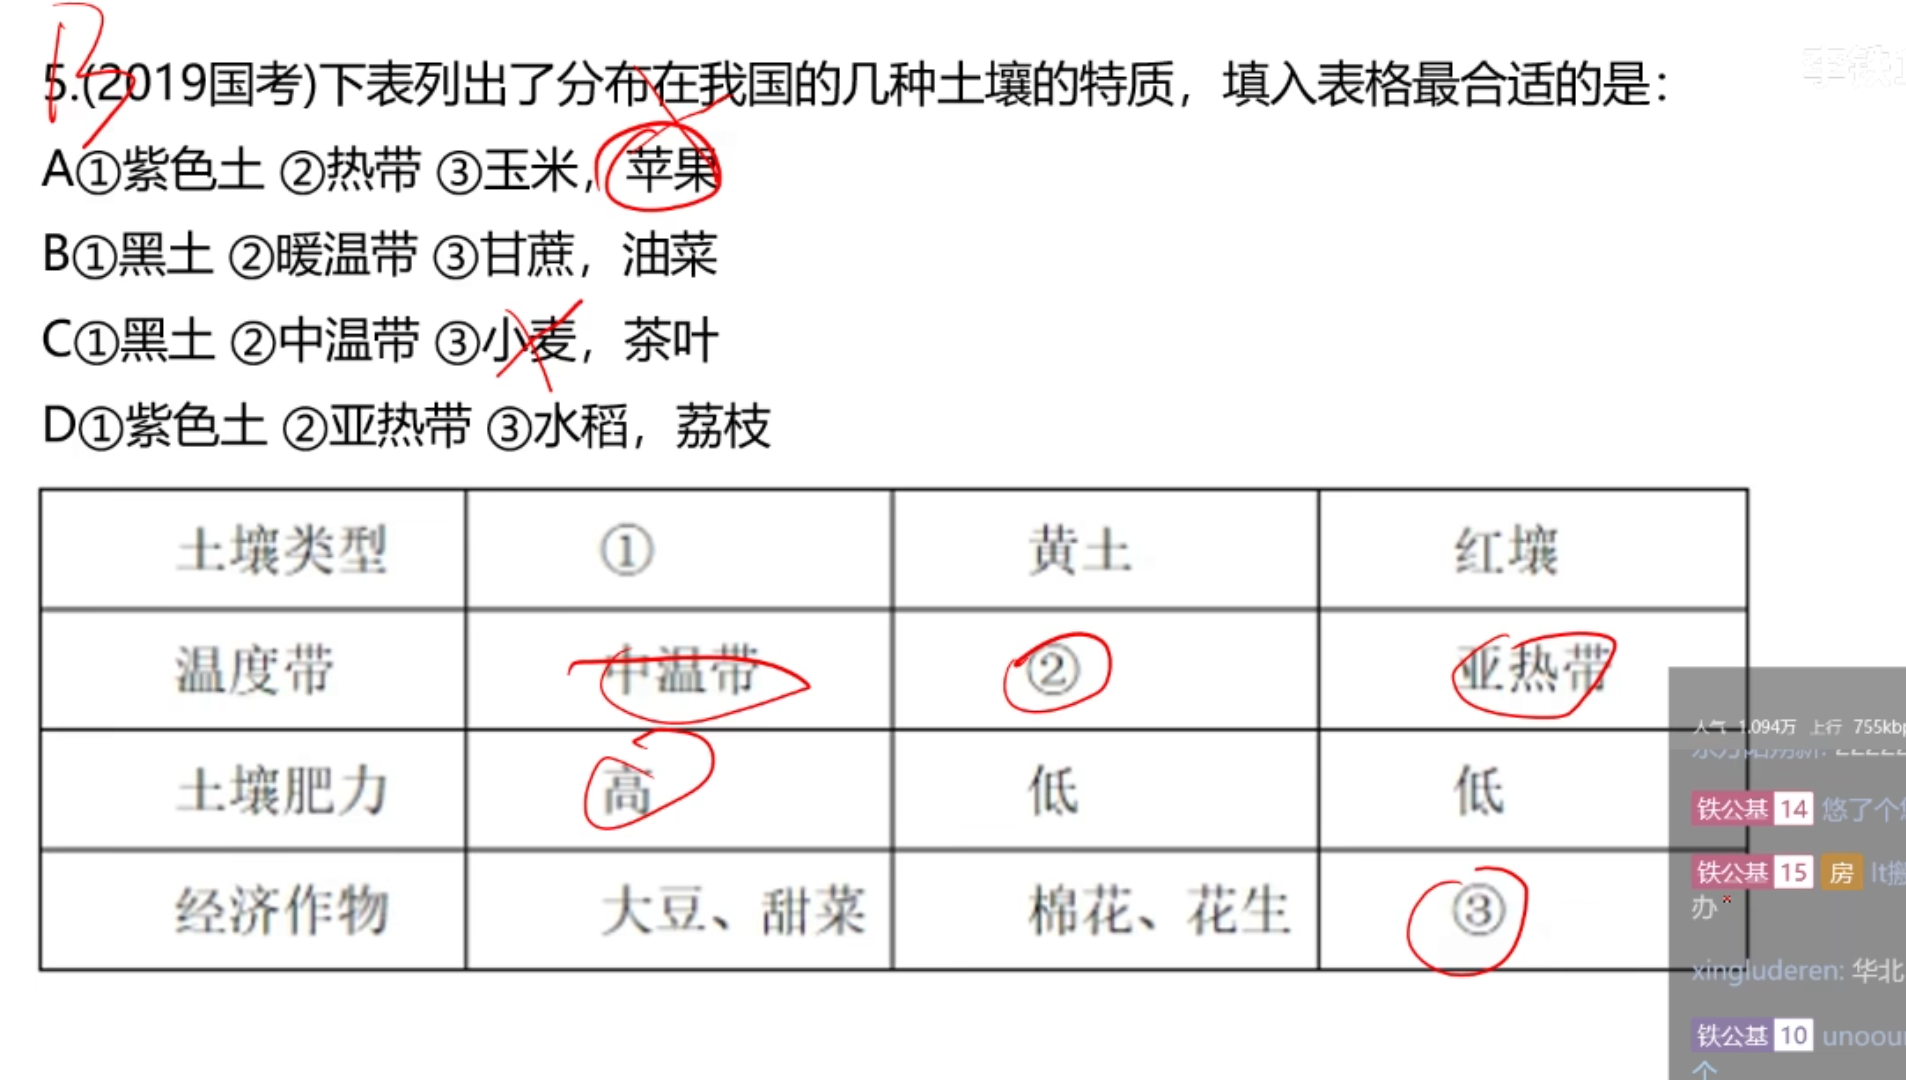 B
5.(2019国考)下表列出了分布在我国的几种土壤的特质，填入表格最合适的是：
A①紫色土 ②热带 ③玉米，苹果
B①黑土 ②暖温带 ③甘蔗，油菜
C①黑土 ②中温带 ③小麦，茶叶
D①紫色土 ②亚热带 ③水稻，荔枝
土壤类型 ① 黄土 红壤
温度带 中温带 ② 亚热带
土壤肥力 高 低 低
经济作物 大豆、甜菜 棉花、花生 ③
人气 1.094万 上行 755kbp
铁公基 14 悠了个
铁公基 15 房 lt搬
办
xingluderen: 华北
铁公基 10 unoou
个